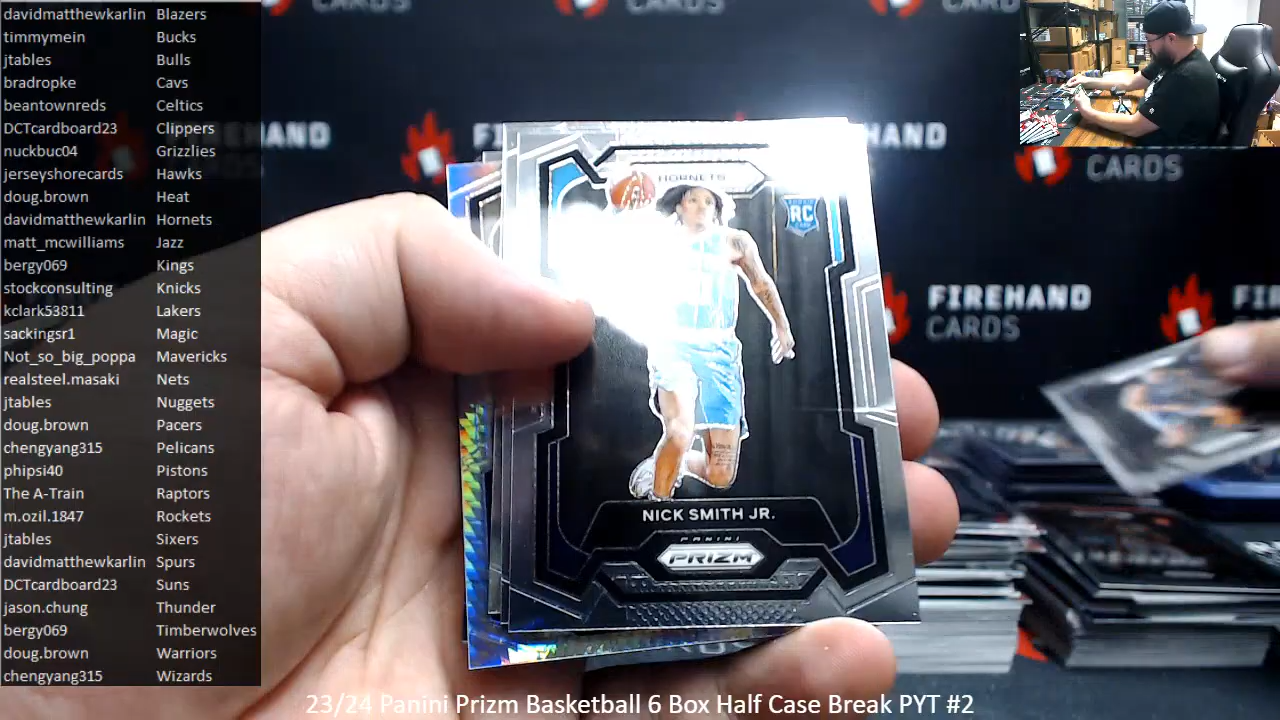 davidmatthewkarlin Blazers
timmymein Bucks
jtables Bulls
bradropke Cavs
beantownreds Celtics
DCTcardboard23 Clippers
nuckbuc04 Grizzlies
jerseyshorecards Hawks
doug.brown Heat
davidmatthewkarlin Hornets
matt_mcwilliams Jazz
bergy069 Kings
stockconsulting Knicks
kclark53811 Lakers
sackingsr1 Magic
Not_so_big_poppa Mavericks
realsteel.masaki Nets
jtables Nuggets
doug.brown Pacers
chengyang315 Pelicans
phipsi40 Pistons
The A-Train Raptors
m.ozil.1847 Rockets
jtables Sixers
davidmatthewkarlin Spurs
DCTcardboard23 Suns
jason.chung Thunder
bergy069 Timberwolves
doug.brown Warriors
chengyang315 Wizards
HORNETS
RC
NICK SMITH JR.
PANINI
PRIZM
FIREHAND
CARDS
23/24 Panini Prizm Basketball 6 Box Half Case Break PYT #2